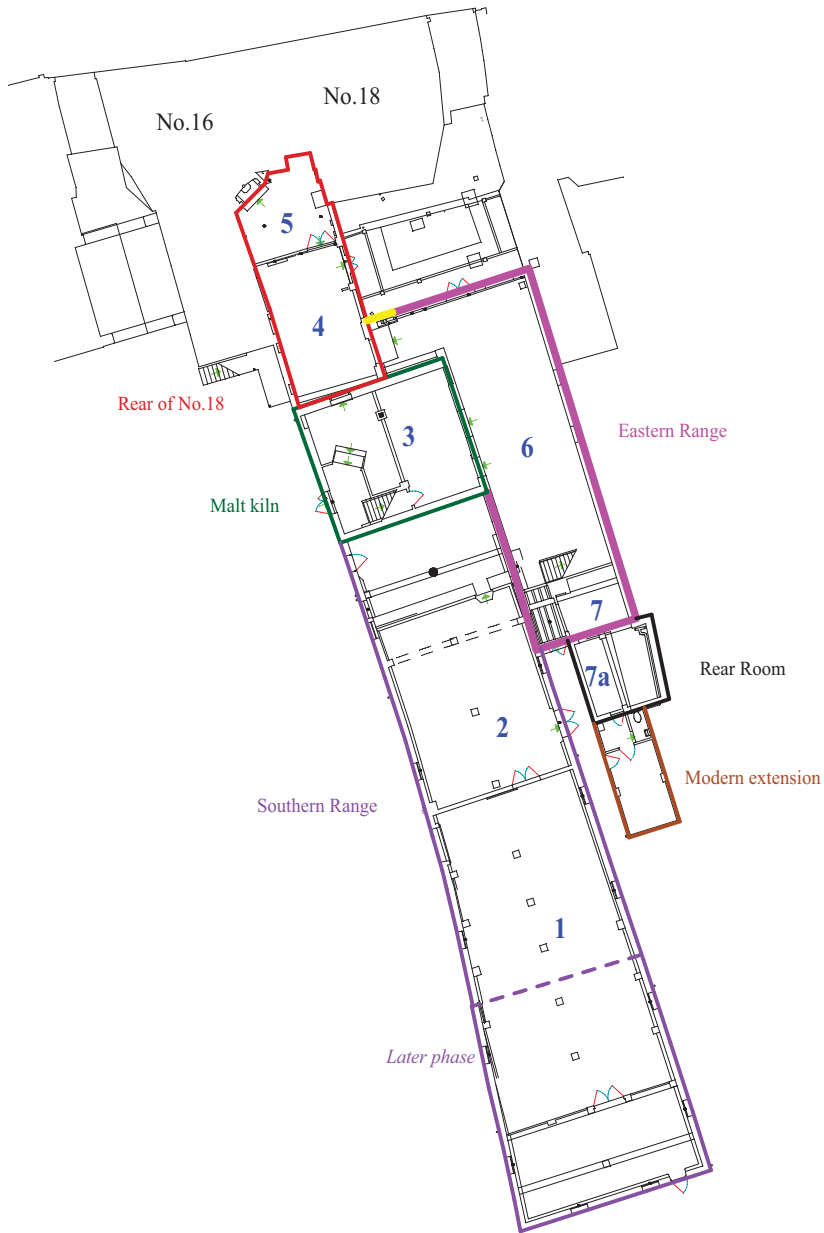 No.18
No.16
5
4
Rear of No.18
3
6
Eastern Range
Malt kiln
7
7a
Rear Room
2
Modern extension
Southern Range
1
Later phase